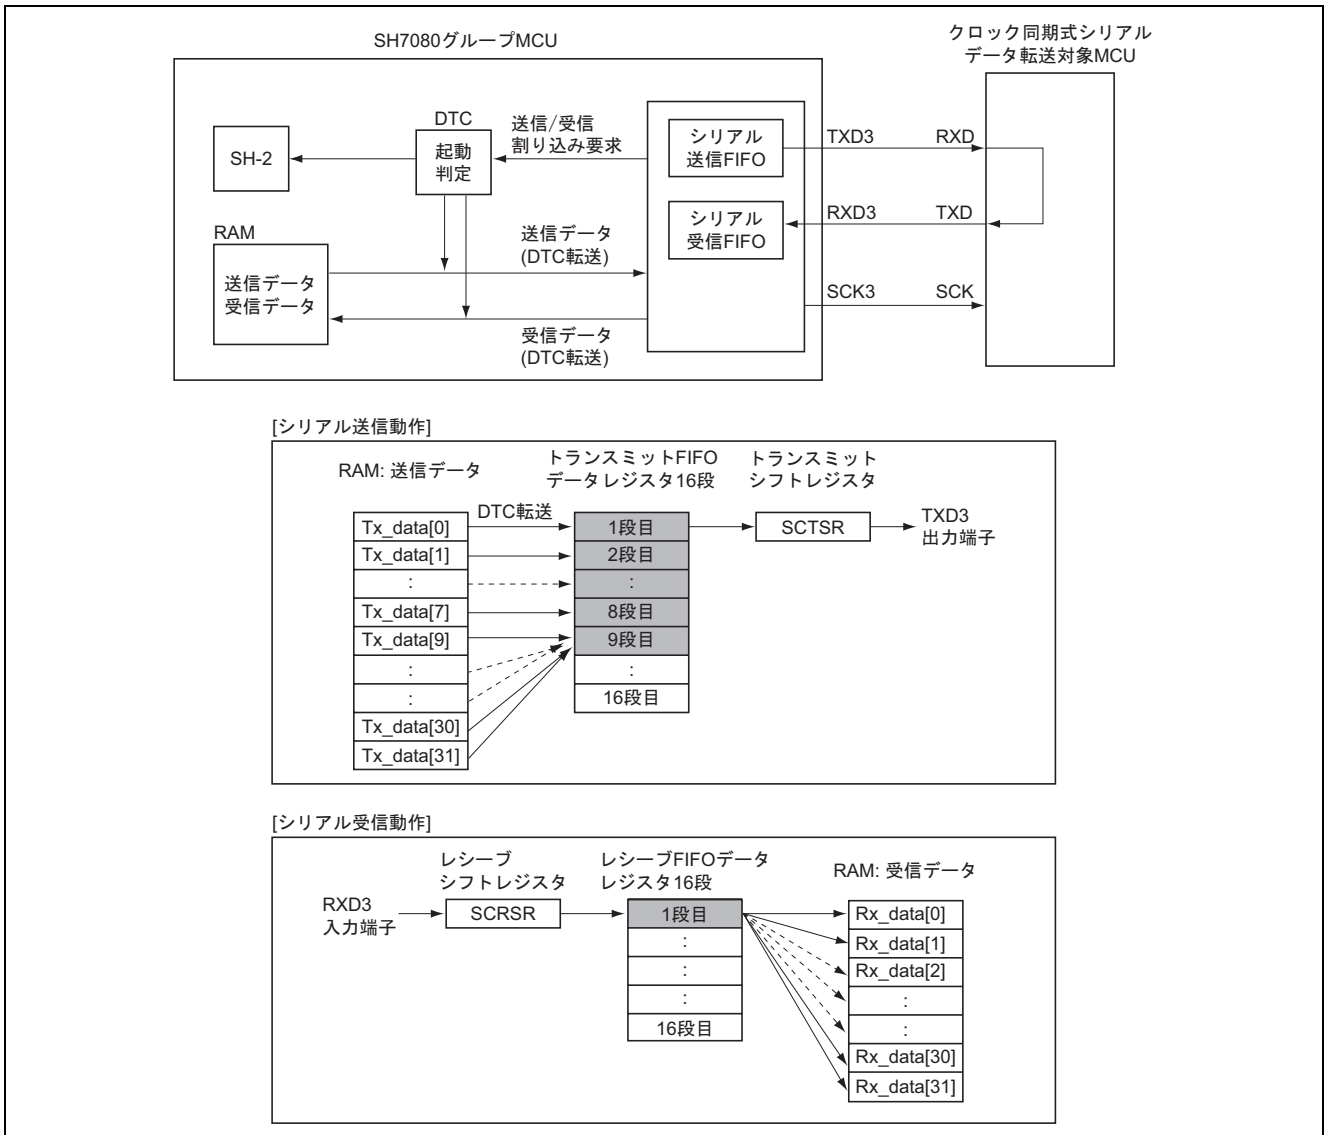 SH7080グループMCU
クロック同期式シリアル
データ転送対象MCU
DTC
起動
判定
SH-2
送信/受信
割り込み要求
シリアル
送信FIFO
TXD3
RXD
シリアル
受信FIFO
RXD3
TXD
RAM
送信データ
受信データ
送信データ
(DTC転送)
SCK3
SCK
受信データ
(DTC転送)
[シリアル送信動作]
RAM: 送信データ
トランスミットFIFO
データレジスタ16段
トランスミット
シフトレジスタ
DTC転送
Tx_data[0]
1段目
SCTSR
TXD3
出力端子
Tx_data[1]
2段目
:
:
Tx_data[7]
8段目
Tx_data[9]
9段目
:
:
:
16段目
Tx_data[30]
Tx_data[31]
[シリアル受信動作]
レシーブ
シフトレジスタ
レシーブFIFOデータ
レジスタ16段
RAM: 受信データ
RXD3
入力端子
SCRSR
1段目
Rx_data[0]
:
Rx_data[1]
:
Rx_data[2]
:
:
16段目
:
Rx_data[30]
Rx_data[31]